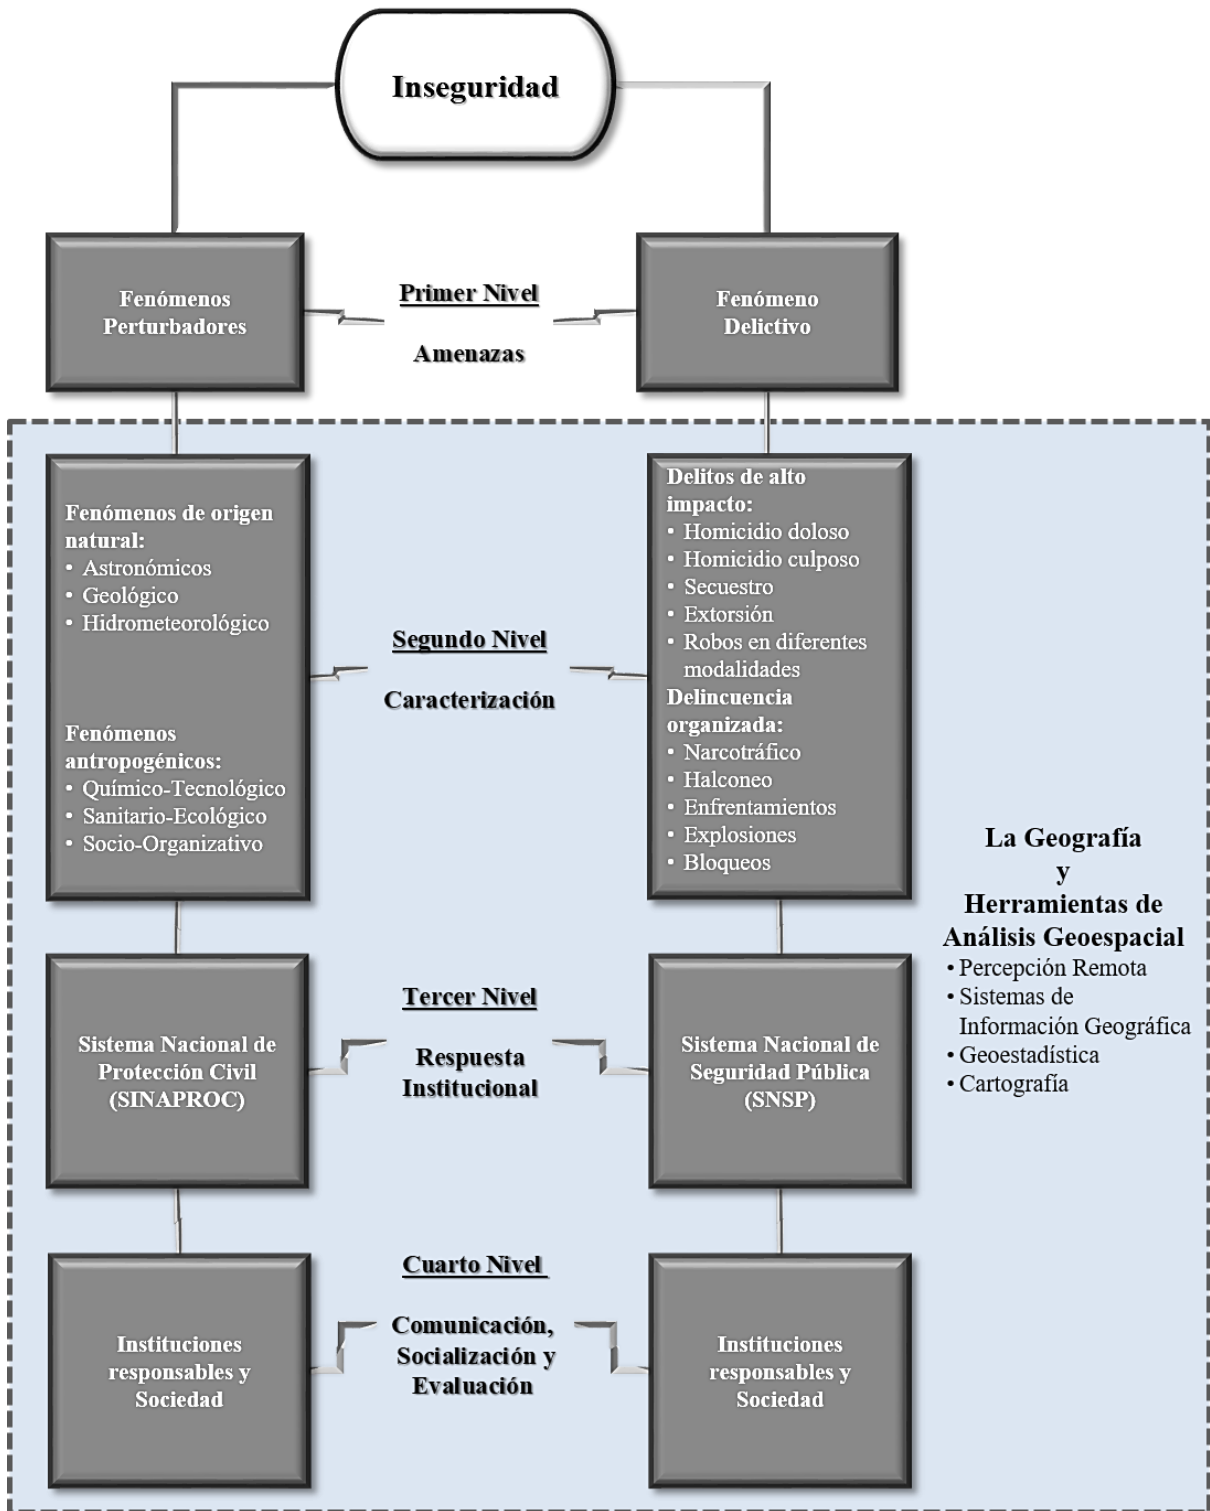 Inseguridad
Fenómenos
Perturbadores
Primer Nivel
Amenazas
Fenómeno
Delictivo
Fenómenos de origen
natural:
• Astronómicos
• Geológico
• Hidrometeorológico
Fenómenos
antropogénicos:
• Químico-Tecnológico
• Sanitario-Ecológico
• Socio-Organizativo
Segundo Nivel
Caracterización
Delitos de alto
impacto:
• Homicidio doloso
• Homicidio culposo
• Secuestro
• Extorsión
• Robos en diferentes
modalidades
Delincuencia
organizada:
• Narcotráfico
• Halconeo
• Enfrentamientos
• Explosiones
• Bloqueos
La Geografía
y
Herramientas de
Análisis Geoespacial
• Percepción Remota
• Sistemas de
Información Geográfica
• Geoestadística
• Cartografía
Sistema Nacional de
Protección Civil
(SINAPROC)
Tercer Nivel
Respuesta
Institucional
Sistema Nacional de
Seguridad Pública
(SNSP)
Instituciones
responsables y
Sociedad
Cuarto Nivel
Comunicación,
Socialización y
Evaluación
Instituciones
responsables y
Sociedad